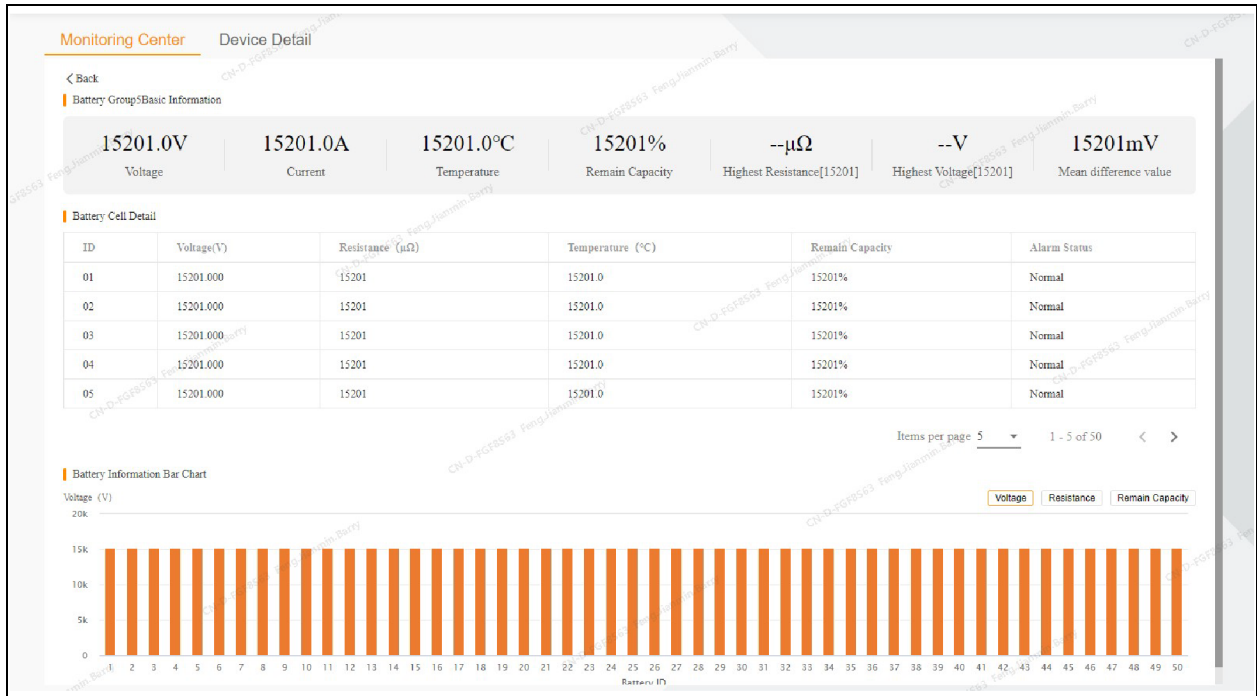 Monitoring Center Device Detail
Back
Battery Group5Basic Information
15201.0V 15201.0A 15201.0°C 15201% --μΩ --V 15201mV
Voltage Current Temperature Remain Capacity Highest Resistance[15201] Highest Voltage[15201] Mean difference value
Battery Cell Detail
ID Voltage(V) Resistance (μΩ) Temperature (°C) Remain Capacity Alarm Status
01 15201.000 15201 15201.0 15201% Normal
02 15201.000 15201 15201.0 15201% Normal
03 15201.000 15201 15201.0 15201% Normal
04 15201.000 15201 15201.0 15201% Normal
05 15201.000 15201 15201.0 15201% Normal
Items per page 5 1 - 5 of 50
Battery Information Bar Chart
Voltage (V) Voltage Resistance Remain Capacity
20k
15k
10k
5k
0
1 2 3 4 5 6 7 8 9 10 11 12 13 14 15 16 17 18 19 20 21 22 23 24 25 26 27 28 29 30 31 32 33 34 35 36 37 38 39 40 41 42 43 44 45 46 47 48 49 50
Battery ID
CN-D-FGF8S63 Feng.Jianmin.Barry